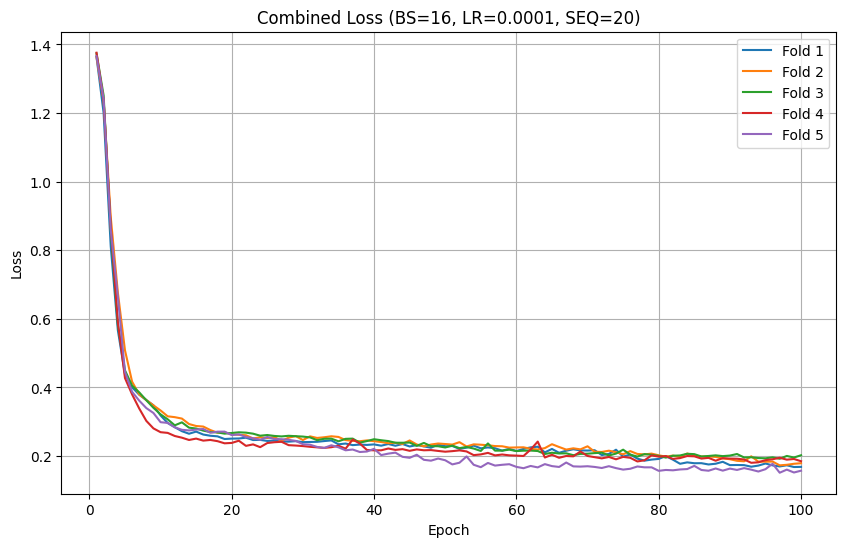 Combined Loss (BS=16, LR=0.0001, SEQ=20)
Fold 1
Fold 2
Fold 3
Fold 4
Fold 5
1.4
1.2
1.0
0.8
0.6
0.4
0.2
Loss
0 20 40 60 80 100
Epoch